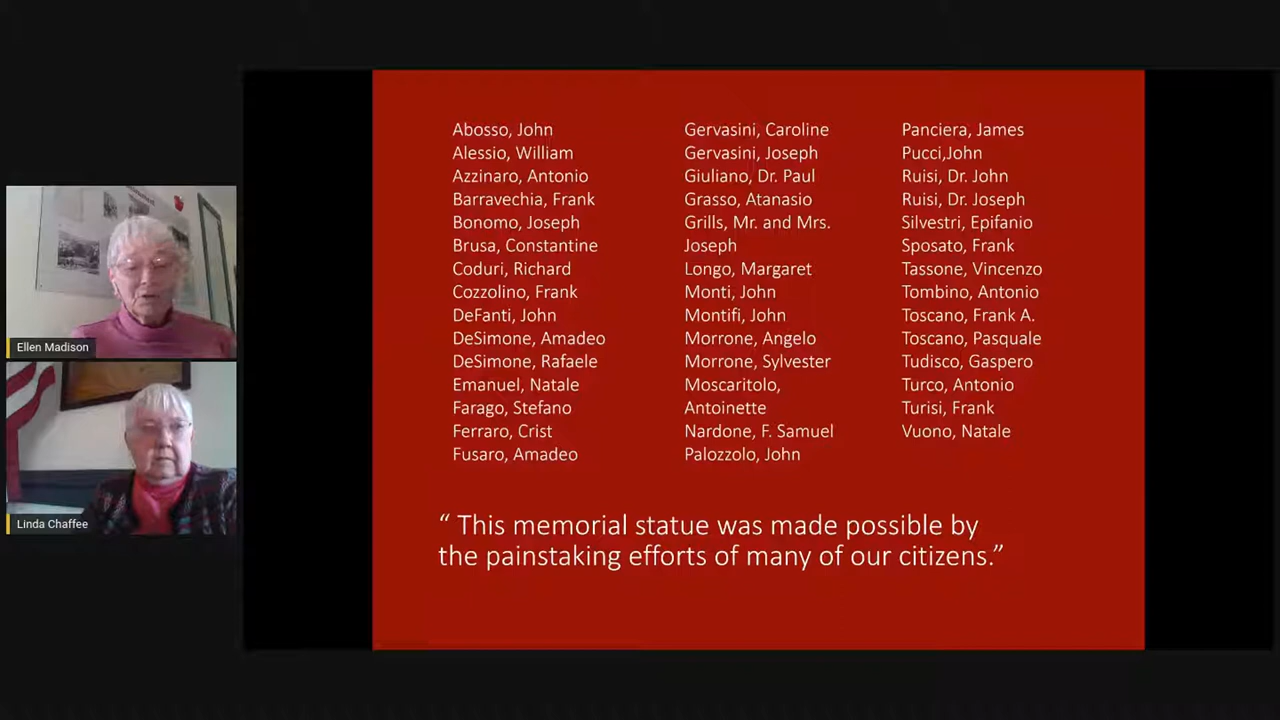 Ellen Madison
Linda Chaffee
Abosso, John
Alessio, William
Azzinaro, Antonio
Barravechia, Frank
Bonomo, Joseph
Brusa, Constantine
Coduri, Richard
Cozzolino, Frank
DeFanti, John
DeSimone, Amadeo
DeSimone, Rafaele
Emanuel, Natale
Farago, Stefano
Ferraro, Crist
Fusaro, Amadeo
Gervasini, Caroline
Gervasini, Joseph
Giuliano, Dr. Paul
Grasso, Atanasio
Grills, Mr. and Mrs.
Joseph
Longo, Margaret
Monti, John
Montifi, John
Morrone, Angelo
Morrone, Sylvester
Moscaritolo,
Antoinette
Nardone, F. Samuel
Palozzolo, John
Panciera, James
Pucci,John
Ruisi, Dr. John
Ruisi, Dr. Joseph
Silvestri, Epifanio
Sposato, Frank
Tassone, Vincenzo
Tombino, Antonio
Toscano, Frank A.
Toscano, Pasquale
Tudisco, Gaspero
Turco, Antonio
Turisi, Frank
Vuono, Natale
“ This memorial statue was made possible by
the painstaking efforts of many of our citizens.”